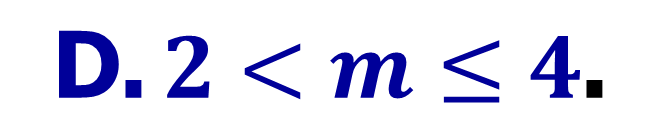 D. 2 < m ≤ 4.